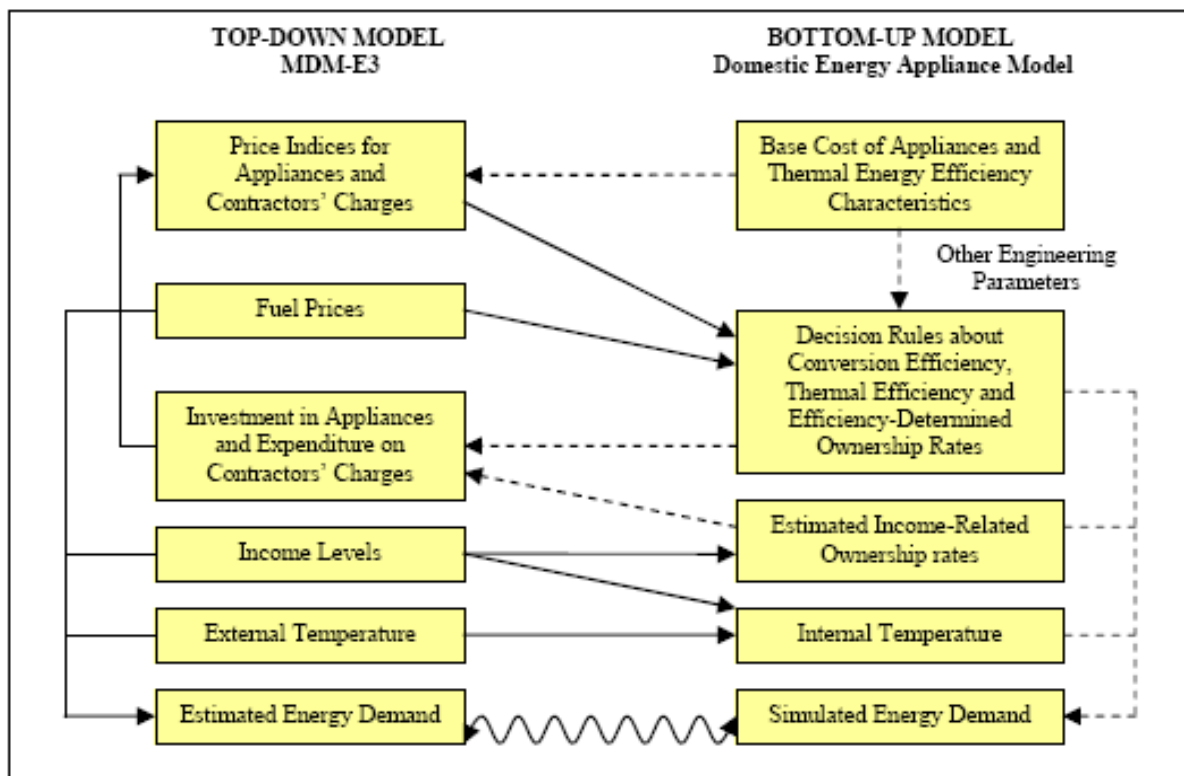 TOP-DOWN MODEL
MDM-E3
BOTTOM-UP MODEL
Domestic Energy Appliance Model
Price Indices for
Appliances and
Contractors’ Charges
Base Cost of Appliances and
Thermal Energy Efficiency
Characteristics
Other Engineering
Parameters
Fuel Prices
Decision Rules about
Conversion Efficiency,
Thermal Efficiency and
Efficiency-Determined
Ownership Rates
Investment in Appliances
and Expenditure on
Contractors’ Charges
Income Levels
Estimated Income-Related
Ownership rates
External Temperature
Internal Temperature
Estimated Energy Demand
Simulated Energy Demand